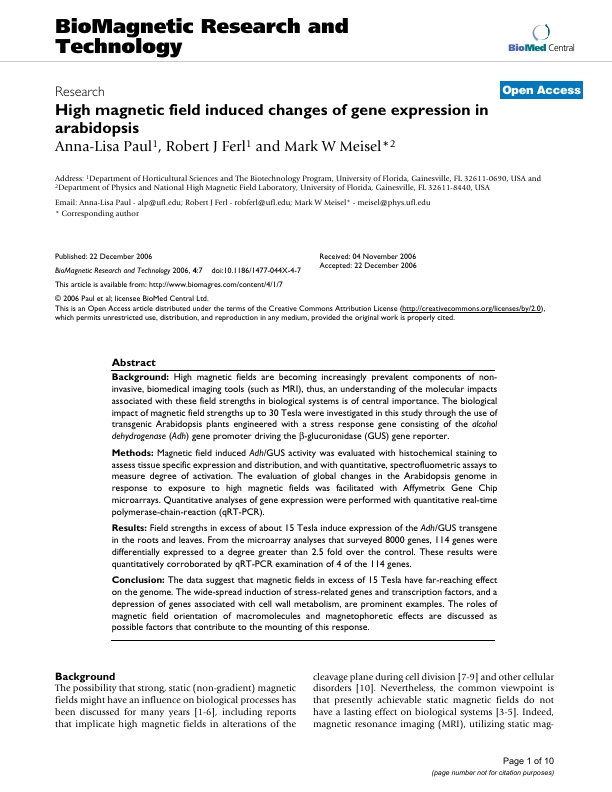 BioMagnetic Research and
Technology
BioMed Central
Open Access
Research
High magnetic field induced changes of gene expression in
arabidopsis
Anna-Lisa Paul1, Robert J Ferl1 and Mark W Meisel*2
Address: 1Department of Horticultural Sciences and The Biotechnology Program, University of Florida, Gainesville, FL 32611-0690, USA and
2Department of Physics and National High Magnetic Field Laboratory, University of Florida, Gainesville, FL 32611-8440, USA
Email: Anna-Lisa Paul - alp@ufl.edu; Robert J Ferl - robferl@ufl.edu; Mark W Meisel* - meisel@phys.ufl.edu
* Corresponding author
Published: 22 December 2006
BioMagnetic Research and Technology 2006, 4:7 doi:10.1186/1477-044X-4-7
Received: 04 November 2006
Accepted: 22 December 2006
This article is available from: http://www.biomagres.com/content/4/1/7
© 2006 Paul et al; licensee BioMed Central Ltd.
This is an Open Access article distributed under the terms of the Creative Commons Attribution License (http://creativecommons.org/licenses/by/2.0),
which permits unrestricted use, distribution, and reproduction in any medium, provided the original work is properly cited.
Abstract
Background: High magnetic fields are becoming increasingly prevalent components of non-
invasive, biomedical imaging tools (such as MRI), thus, an understanding of the molecular impacts
associated with these field strengths in biological systems is of central importance. The biological
impact of magnetic field strengths up to 30 Tesla were investigated in this study through the use of
transgenic Arabidopsis plants engineered with a stress response gene consisting of the alcohol
dehydrogenase (Adh) gene promoter driving the β-glucuronidase (GUS) gene reporter.
Methods: Magnetic field induced Adh/GUS activity was evaluated with histochemical staining to
assess tissue specific expression and distribution, and with quantitative, spectrofluometric assays to
measure degree of activation. The evaluation of global changes in the Arabidopsis genome in
response to exposure to high magnetic fields was facilitated with Affymetrix Gene Chip
microarrays. Quantitative analyses of gene expression were performed with quantitative real-time
polymerase-chain-reaction (qRT-PCR).
Results: Field strengths in excess of about 15 Tesla induce expression of the Adh/GUS transgene
in the roots and leaves. From the microarray analyses that surveyed 8000 genes, 114 genes were
differentially expressed to a degree greater than 2.5 fold over the control. These results were
quantitatively corroborated by qRT-PCR examination of 4 of the 114 genes.
Conclusion: The data suggest that magnetic fields in excess of 15 Tesla have far-reaching effect
on the genome. The wide-spread induction of stress-related genes and transcription factors, and a
depression of genes associated with cell wall metabolism, are prominent examples. The roles of
magnetic field orientation of macromolecules and magnetophoretic effects are discussed as
possible factors that contribute to the mounting of this response.
Background
The possibility that strong, static (non-gradient) magnetic
fields might have an influence on biological processes has
been discussed for many years [1-6], including reports
that implicate high magnetic fields in alterations of the
cleavage plane during cell division [7-9] and other cellular
disorders [10]. Nevertheless, the common viewpoint is
that presently achievable static magnetic fields do not
have a lasting effect on biological systems [3-5]. Indeed,
magnetic resonance imaging (MRI), utilizing static mag-
Page 1 of 10
(page number not for citation purposes)